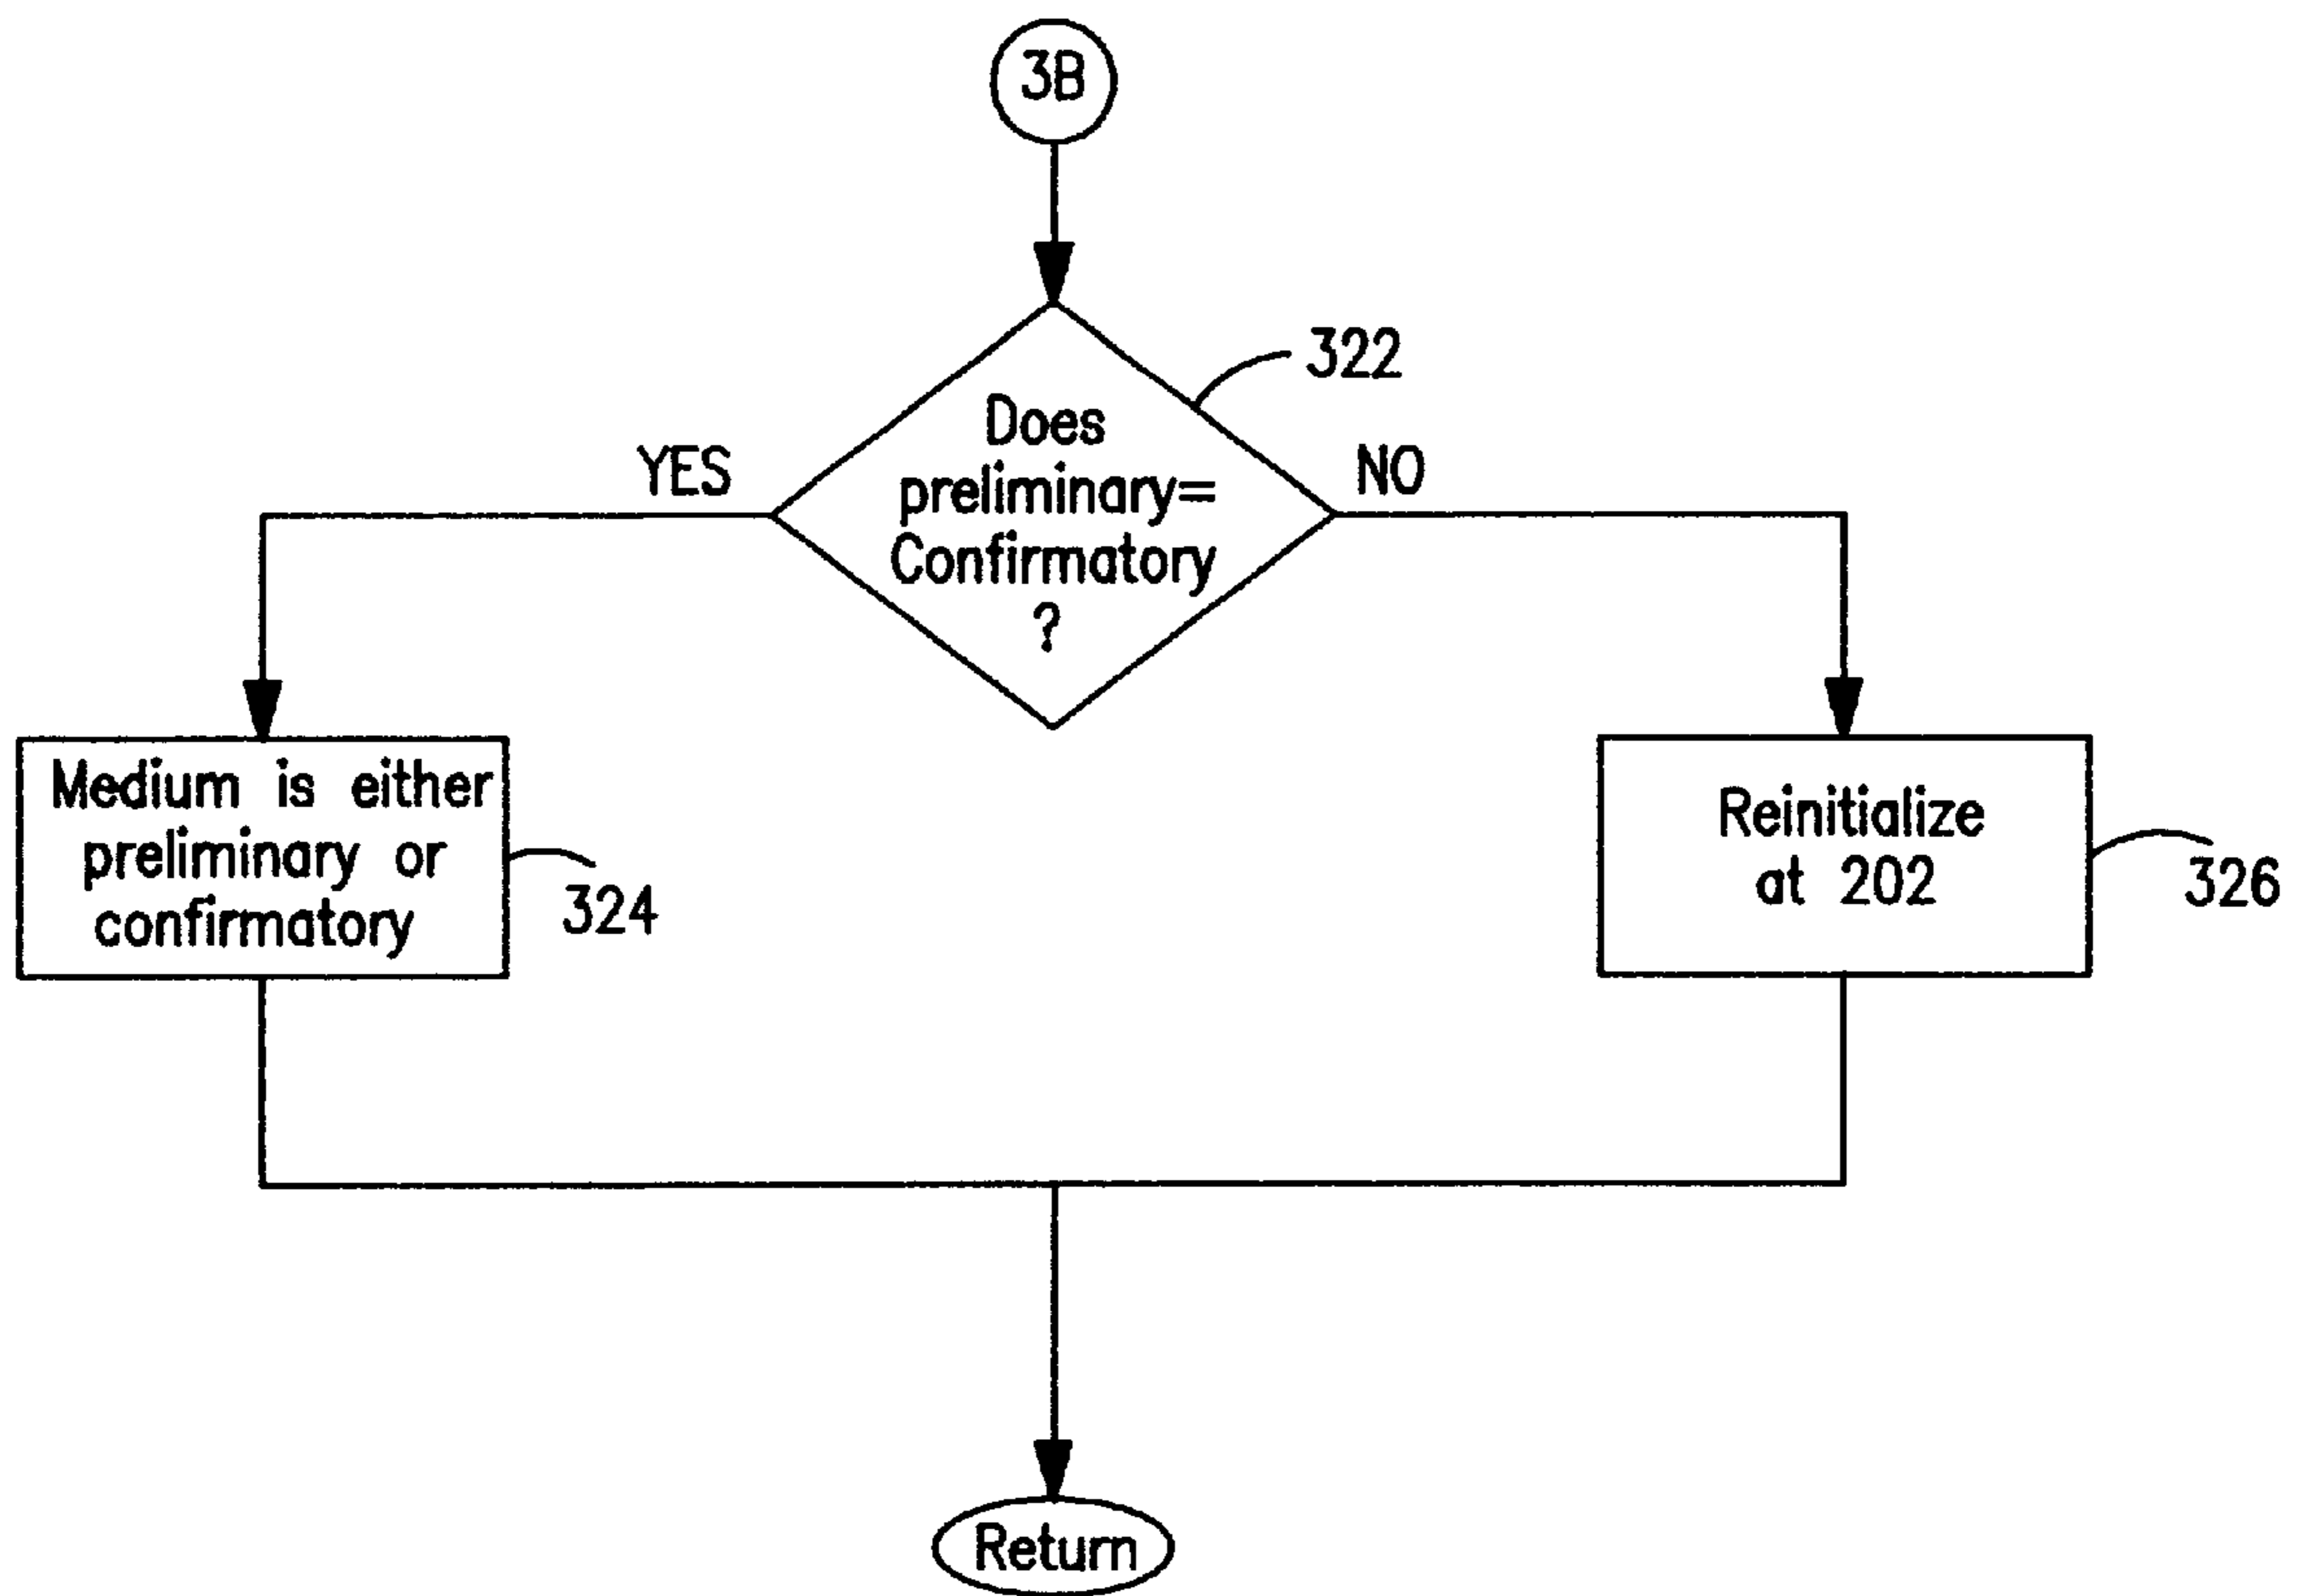 3B
322
Does
preliminary=
Confirmatory
?
YES
NO
Medium is either
preliminary or
confirmatory
324
Reinitialize
at 202
326
Return